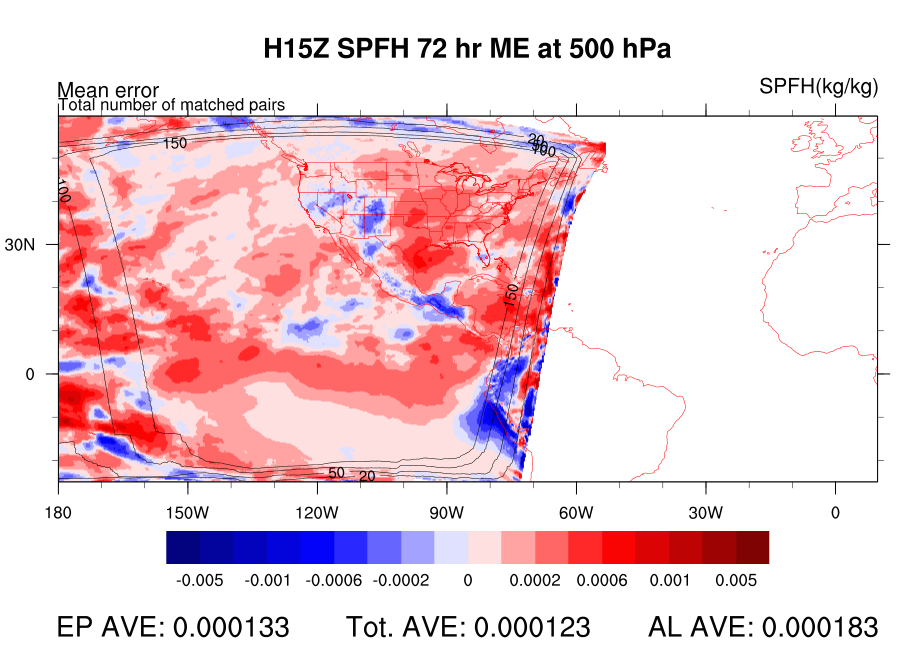 H15Z SPFH 72 hr ME at 500 hPa
Mean error
SPFH(kg/kg)
Total number of matched pairs
150
20
50
100
100
30N
150
0
50
20
180
150W
120W
90W
60W
30W
0
-0.005
-0.001
-0.0006
-0.0002
0
0.0002
0.0006
0.001
0.005
EP AVE: 0.000133
Tot. AVE: 0.000123
AL AVE: 0.000183